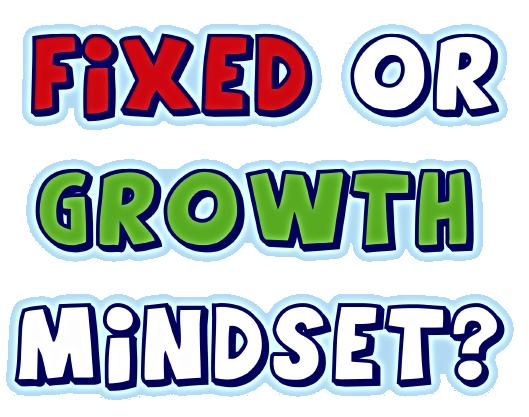 FiXED OR
GROWTH
MiNDSET?